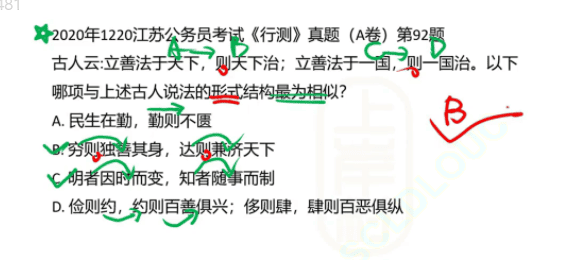 481
2020年1220江苏公务员考试《行测》真题（A卷）第92题
A → B C → D
古人云:立善法于天下，则天下治；立善法于一国，则一国治。以下
哪项与上述古人说法的形式结构最为相似?
B
A. 民生在勤，勤则不匮
B. 穷则独善其身，达则兼济天下
C. 明者因时而变，知者随事而制
D. 俭则约，约则百善俱兴；侈则肆，肆则百恶俱纵